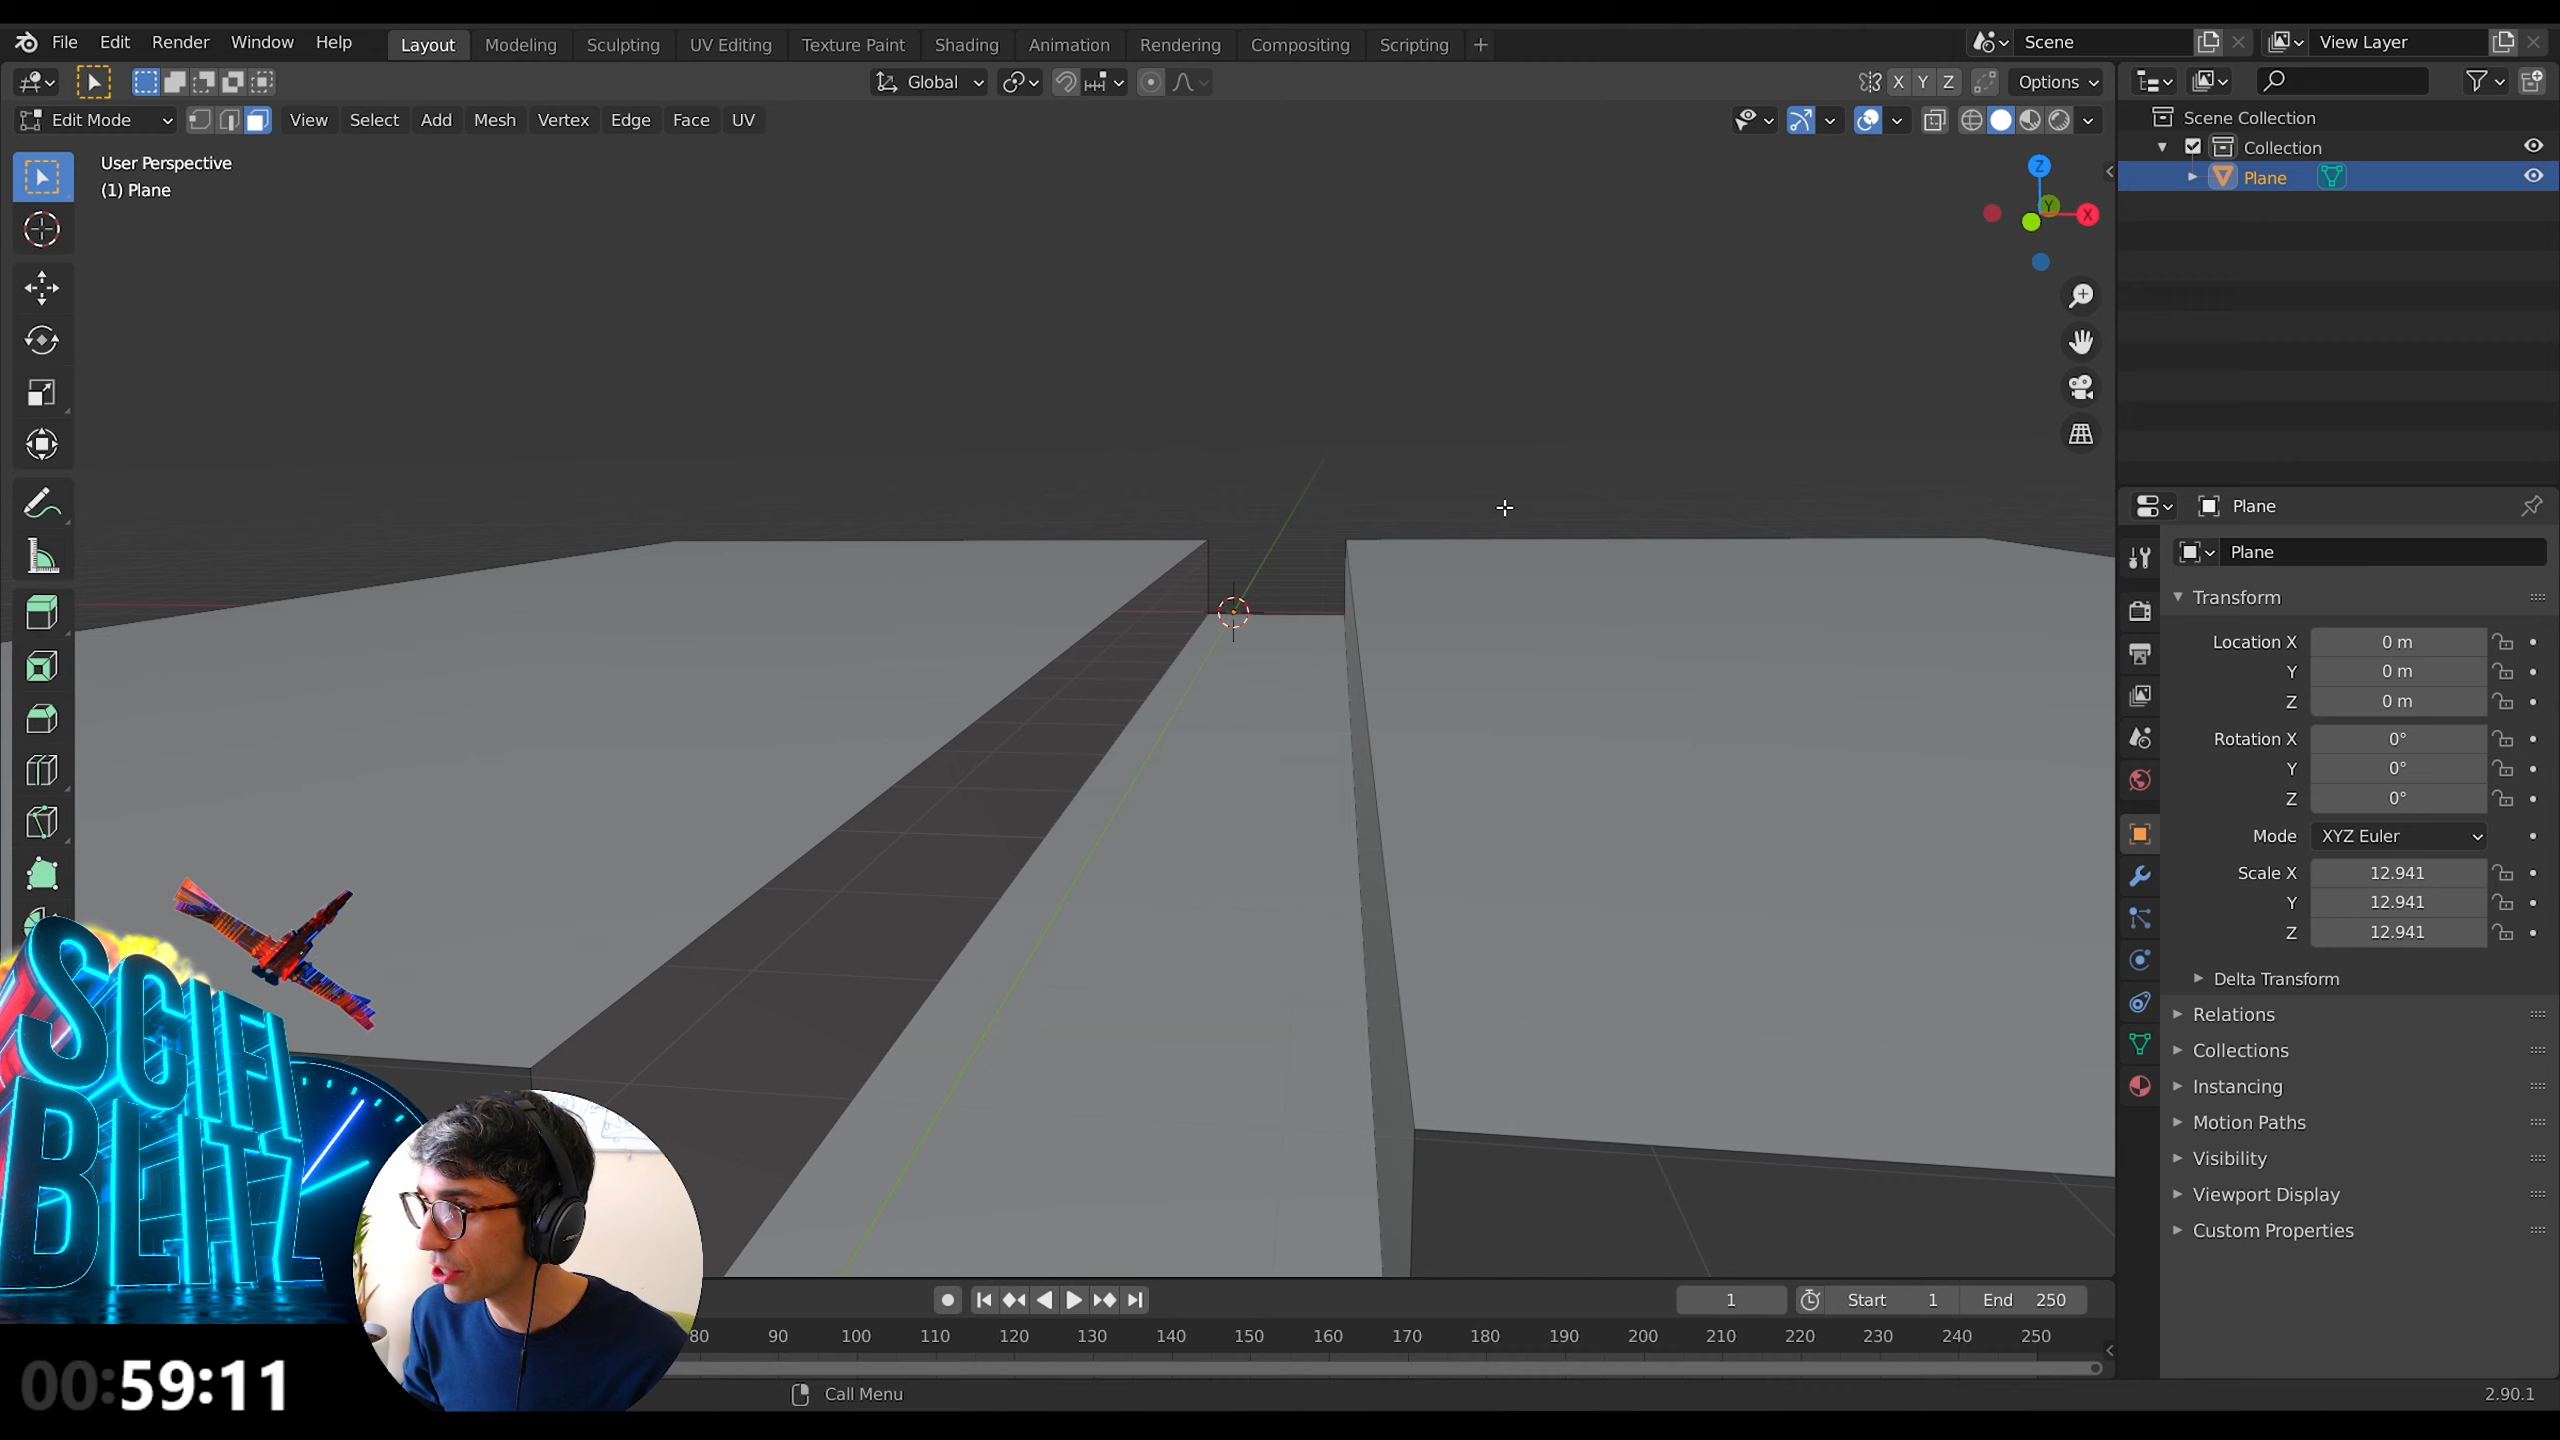 File Edit Render Window Help Layout Modeling Sculpting UV Editing Texture Paint Shading Animation Rendering Compositing Scripting + Scene View Layer
Global X Y Z Options
Edit Mode View Select Add Mesh Vertex Edge Face UV
User Perspective
(1) Plane
Z
Y
X
Scene Collection
Collection
Plane
Plane
Plane
Transform
Location X 0 m
Y 0 m
Z 0 m
Rotation X 0°
Y 0°
Z 0°
Mode XYZ Euler
Scale X 12.941
Y 12.941
Z 12.941
Delta Transform
Relations
Collections
Instancing
Motion Paths
Visibility
Viewport Display
Custom Properties
SCIFI
BLITZ
1 Start 1 End 250
80 90 100 110 120 130 140 150 160 170 180 190 200 210 220 230 240 250
00:59:11
Call Menu
2.90.1